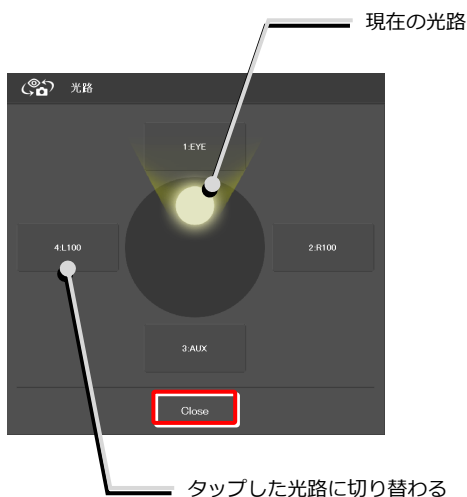 現在の光路
光路
1:EYE
4:L100
2:R100
3:AUX
Close
タップした光路に切り替わる